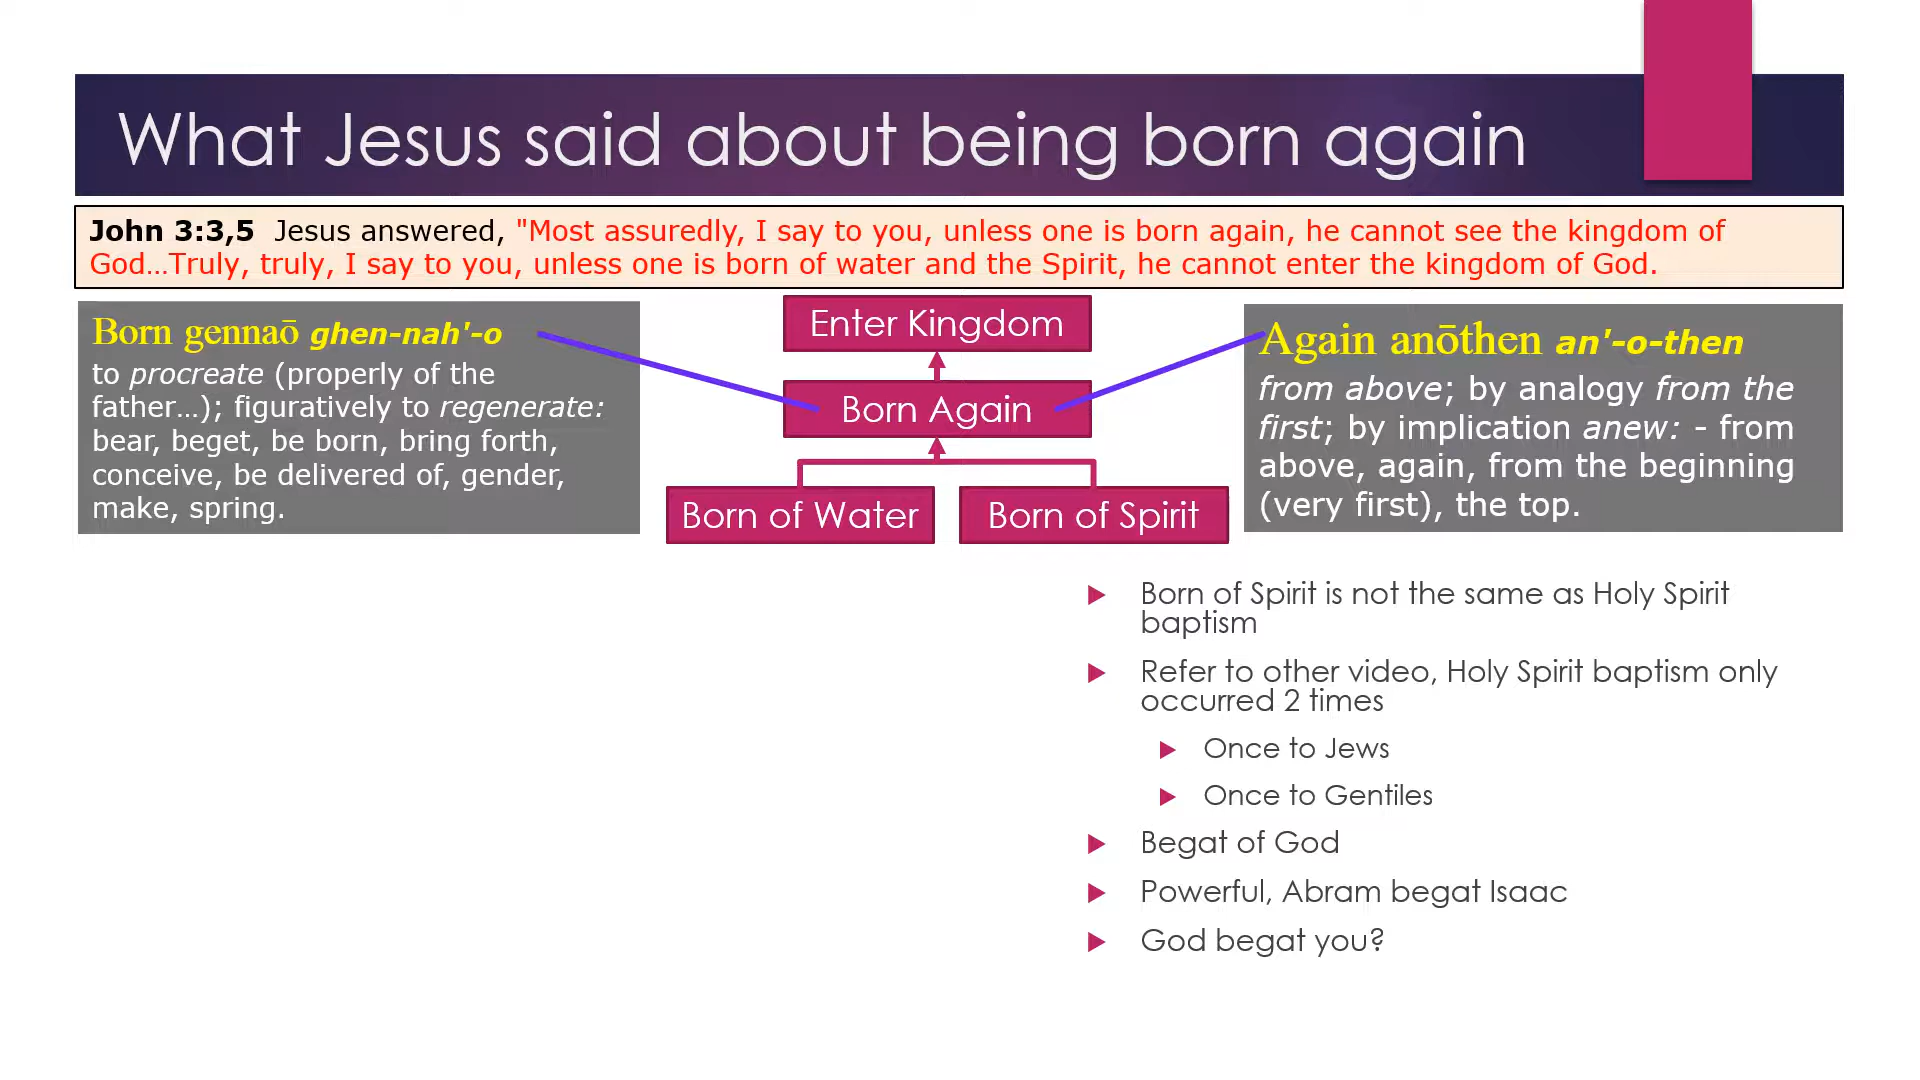 What Jesus said about being born again
John 3:3,5 Jesus answered, "Most assuredly, I say to you, unless one is born again, he cannot see the kingdom of
God...Truly, truly, I say to you, unless one is born of water and the Spirit, he cannot enter the kingdom of God.
Born gennaō ghen-nah'-o
to procreate (properly of the
father...); figuratively to regenerate:
bear, beget, be born, bring forth,
conceive, be delivered of, gender,
make, spring.
Enter Kingdom
Born Again
Born of Water
Born of Spirit
Again anōthen an'-o-then
from above; by analogy from the
first; by implication anew: - from
above, again, from the beginning
(very first), the top.
Born of Spirit is not the same as Holy Spirit
baptism
Refer to other video, Holy Spirit baptism only
occurred 2 times
Once to Jews
Once to Gentiles
Begat of God
Powerful, Abram begat Isaac
God begat you?